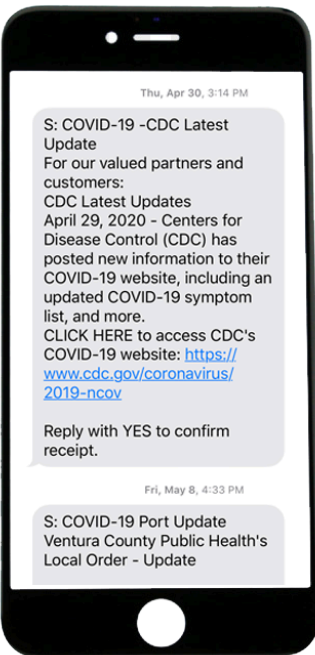 Thu, Apr 30, 3:14 PM
S: COVID-19 -CDC Latest
Update
For our valued partners and
customers:
CDC Latest Updates
April 29, 2020 - Centers for
Disease Control (CDC) has
posted new information to their
COVID-19 website, including an
updated COVID-19 symptom
list, and more.
CLICK HERE to access CDC's
COVID-19 website: https://
www.cdc.gov/coronavirus/
2019-ncov
Reply with YES to confirm
receipt.
Fri, May 8, 4:33 PM
S: COVID-19 Port Update
Ventura County Public Health's
Local Order - Update